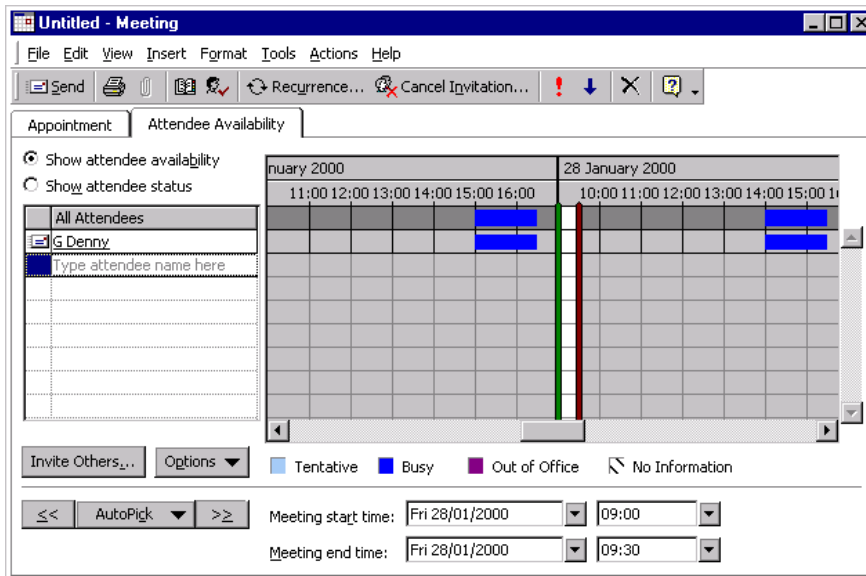 Untitled - Meeting
File Edit View Insert Format Tools Actions Help
Send Recurrence... Cancel Invitation...
Appointment Attendee Availability
Show attendee availability
Show attendee status
nuary 2000 28 January 2000
11:00 12:00 13:00 14:00 15:00 16:00 10:00 11:00 12:00 13:00 14:00 15:00 1
All Attendees
G Denny
Type attendee name here
Invite Others... Options Tentative Busy Out of Office No Information
<< AutoPick >> Meeting start time: Fri 28/01/2000 09:00
Meeting end time: Fri 28/01/2000 09:30